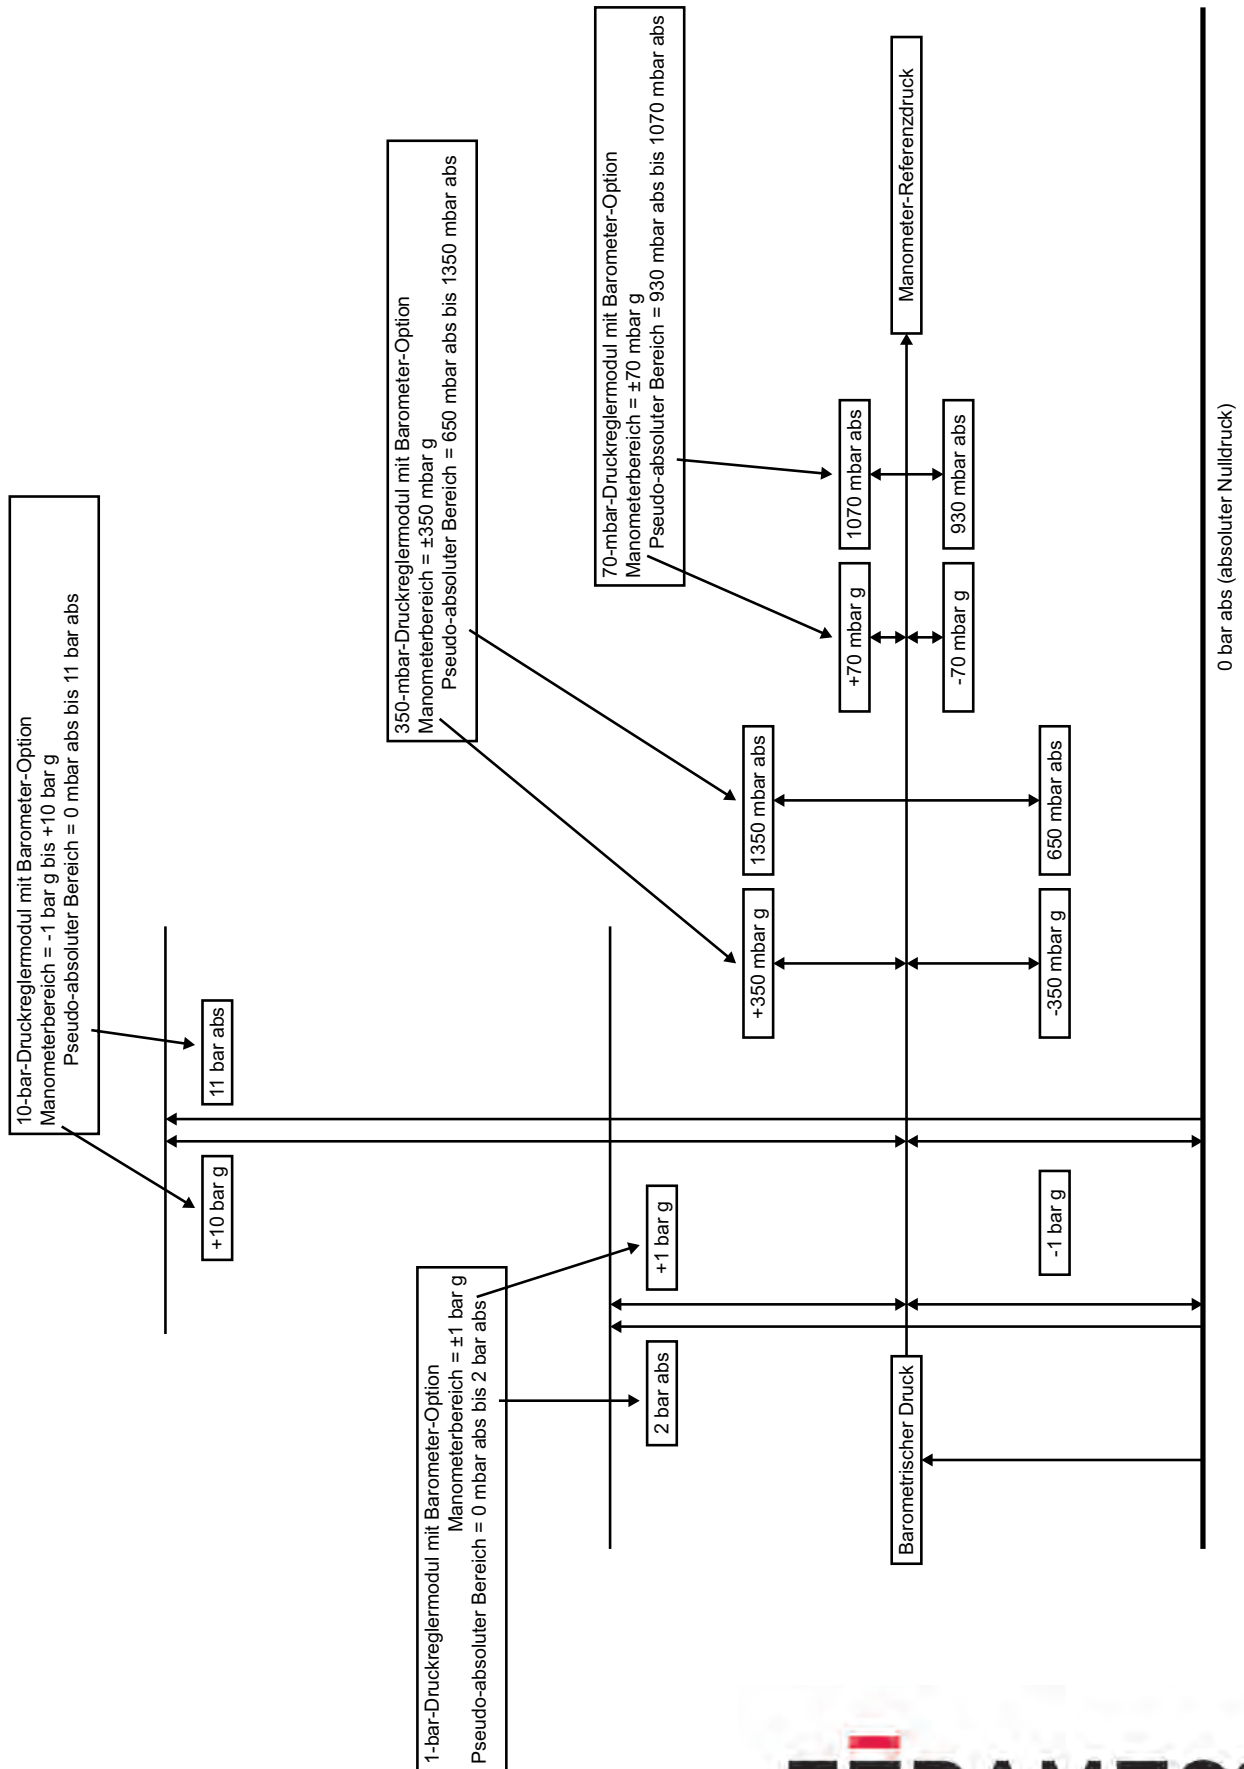 10-bar-Druckreglermodul mit Barometer-Option
Manometerbereich = -1 bar g bis +10 bar g
Pseudo-absoluter Bereich = 0 mbar abs bis 11 bar abs
+10 bar g
11 bar abs
1-bar-Druckreglermodul mit Barometer-Option
Manometerbereich = ±1 bar g
Pseudo-absoluter Bereich = 0 mbar abs bis 2 bar abs
2 bar abs
+1 bar g
-1 bar g
350-mbar-Druckreglermodul mit Barometer-Option
Manometerbereich = ±350 mbar g
Pseudo-absoluter Bereich = 650 mbar abs bis 1350 mbar abs
+350 mbar g
1350 mbar abs
-350 mbar g
650 mbar abs
70-mbar-Druckreglermodul mit Barometer-Option
Manometerbereich = ±70 mbar g
Pseudo-absoluter Bereich = 930 mbar abs bis 1070 mbar abs
+70 mbar g
1070 mbar abs
-70 mbar g
930 mbar abs
Barometrischer Druck
Manometer-Referenzdruck
0 bar abs (absoluter Nulldruck)